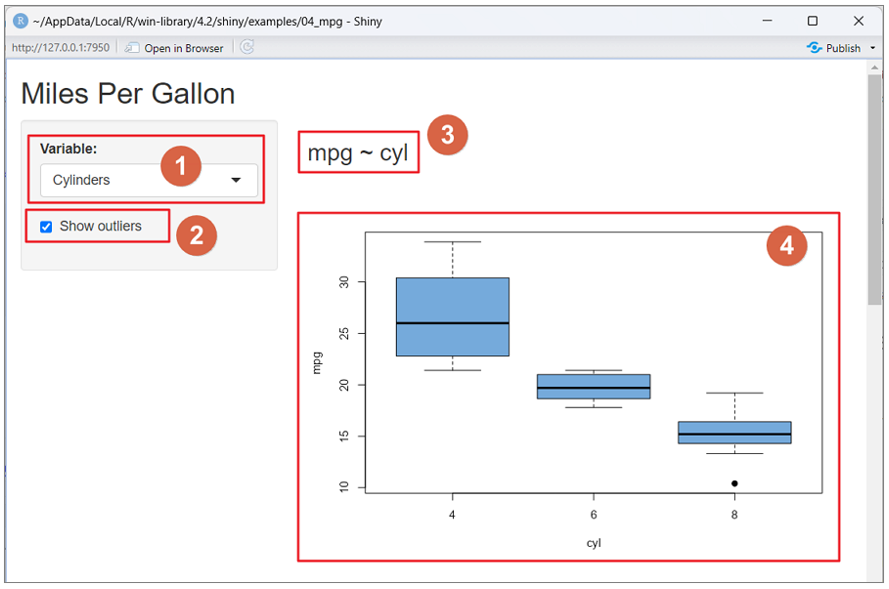 R ~/AppData/Local/R/win-library/4.2/shiny/examples/04_mpg - Shiny
http://127.0.0.1:7950 Open in Browser Publish
Miles Per Gallon
Variable:
Cylinders
1
Show outliers
2
mpg ~ cyl
3
4
mpg
30
25
20
15
10
4 6 8
cyl